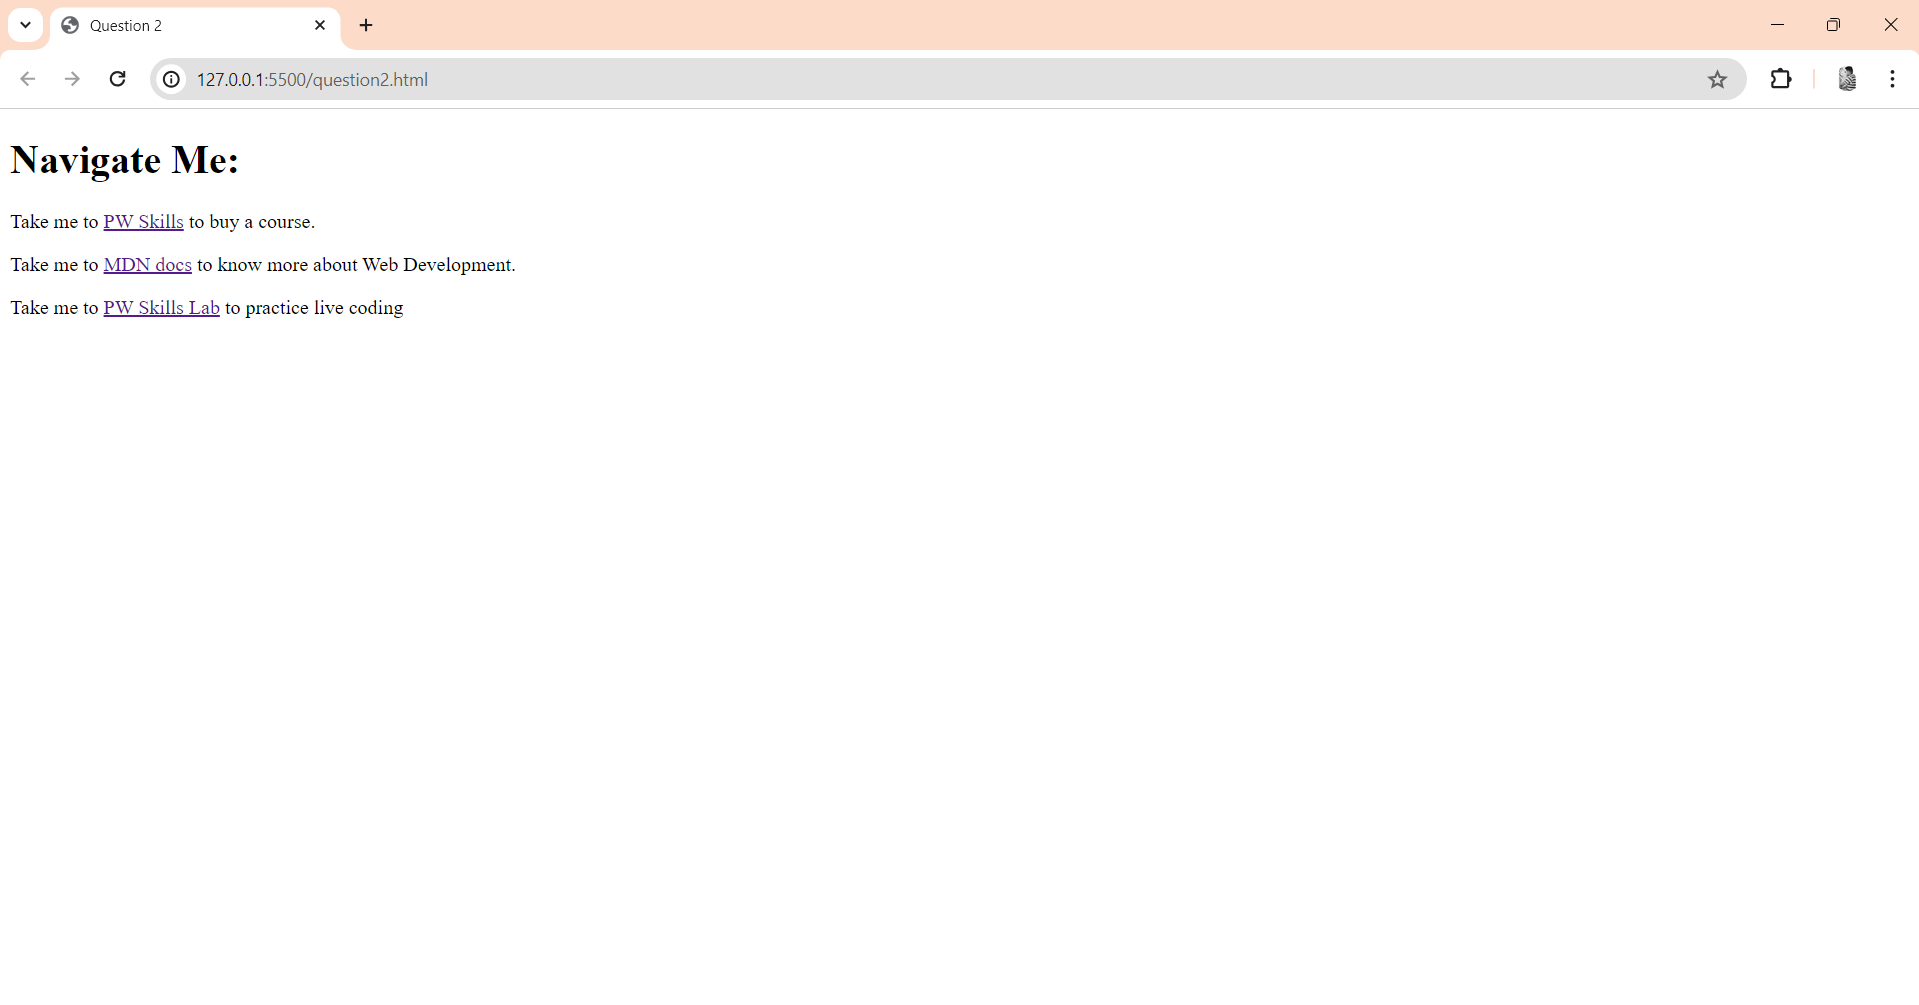 Question 2
127.0.0.1:5500/question2.html
Navigate Me:
Take me to PW Skills to buy a course.
Take me to MDN docs to know more about Web Development.
Take me to PW Skills Lab to practice live coding